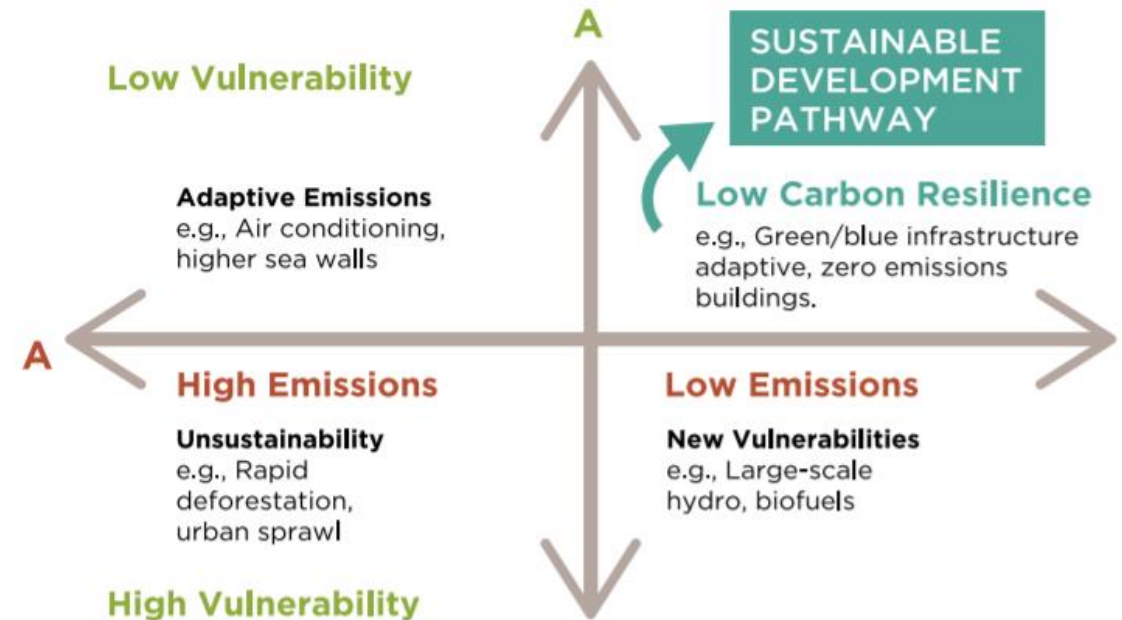 A
SUSTAINABLE
DEVELOPMENT
PATHWAY
Low Vulnerability
Adaptive Emissions
e.g., Air conditioning,
higher sea walls
Low Carbon Resilience
e.g., Green/blue infrastructure
adaptive, zero emissions
buildings.
A
High Emissions
Unsustainability
e.g., Rapid
deforestation,
urban sprawl
Low Emissions
New Vulnerabilities
e.g., Large-scale
hydro, biofuels
High Vulnerability